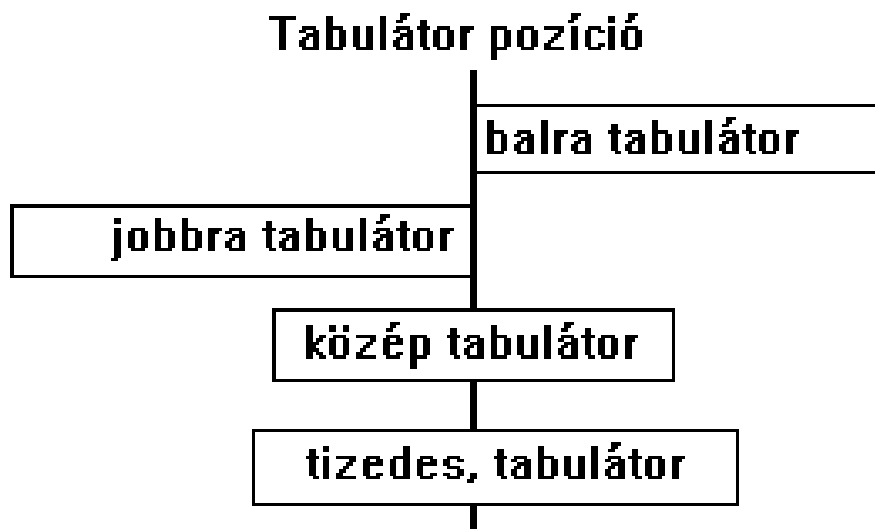 Tabulátor pozíció
balra tabulátor
jobbra tabulátor
közép tabulátor
tizedes, tabulátor